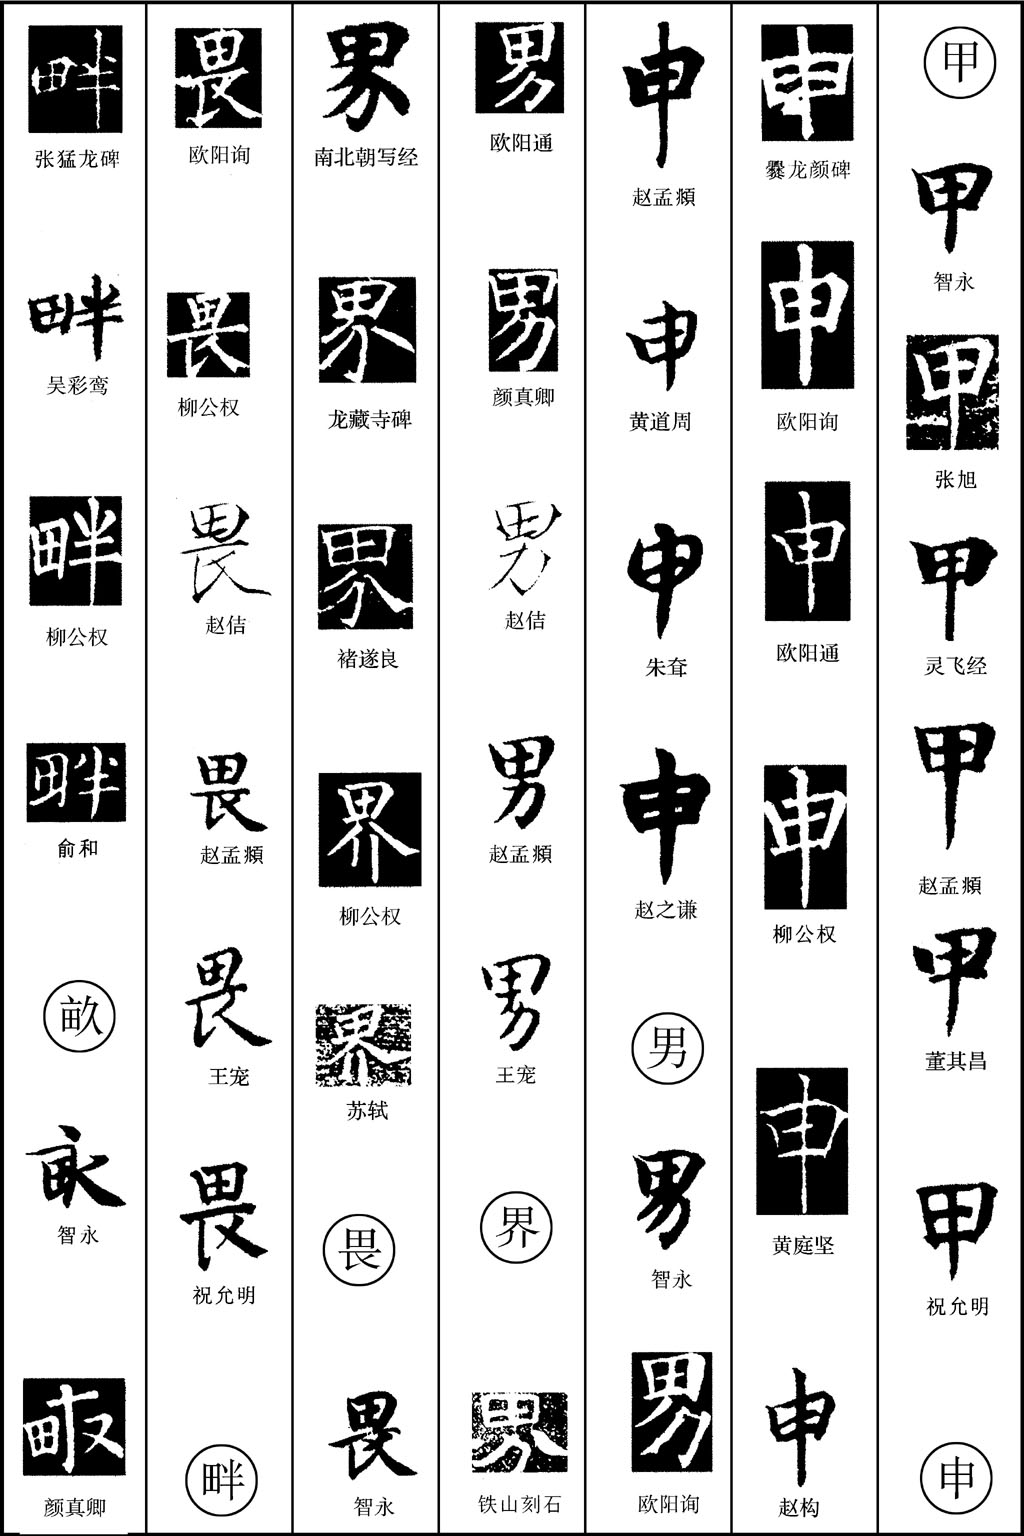 甲
甲
智永
甲
张旭
甲
灵飞经
甲
赵孟頫
甲
董其昌
甲
祝允明
申
申
爨龙颜碑
申
欧阳询
申
欧阳通
申
柳公权
申
黄庭坚
申
赵构
申
赵孟頫
申
黄道周
申
朱耷
申
赵之谦
男
男
智永
男
欧阳询
男
欧阳通
男
颜真卿
男
赵佶
男
赵孟頫
男
王宠
界
界
铁山刻石
界
南北朝写经
界
龙藏寺碑
界
褚遂良
界
柳公权
界
苏轼
畏
畏
智永
畏
欧阳询
畏
柳公权
畏
赵佶
畏
赵孟頫
畏
王宠
畏
祝允明
畔
畔
张猛龙碑
畔
吴彩鸾
畔
柳公权
畔
俞和
畝
畝
智永
畝
颜真卿